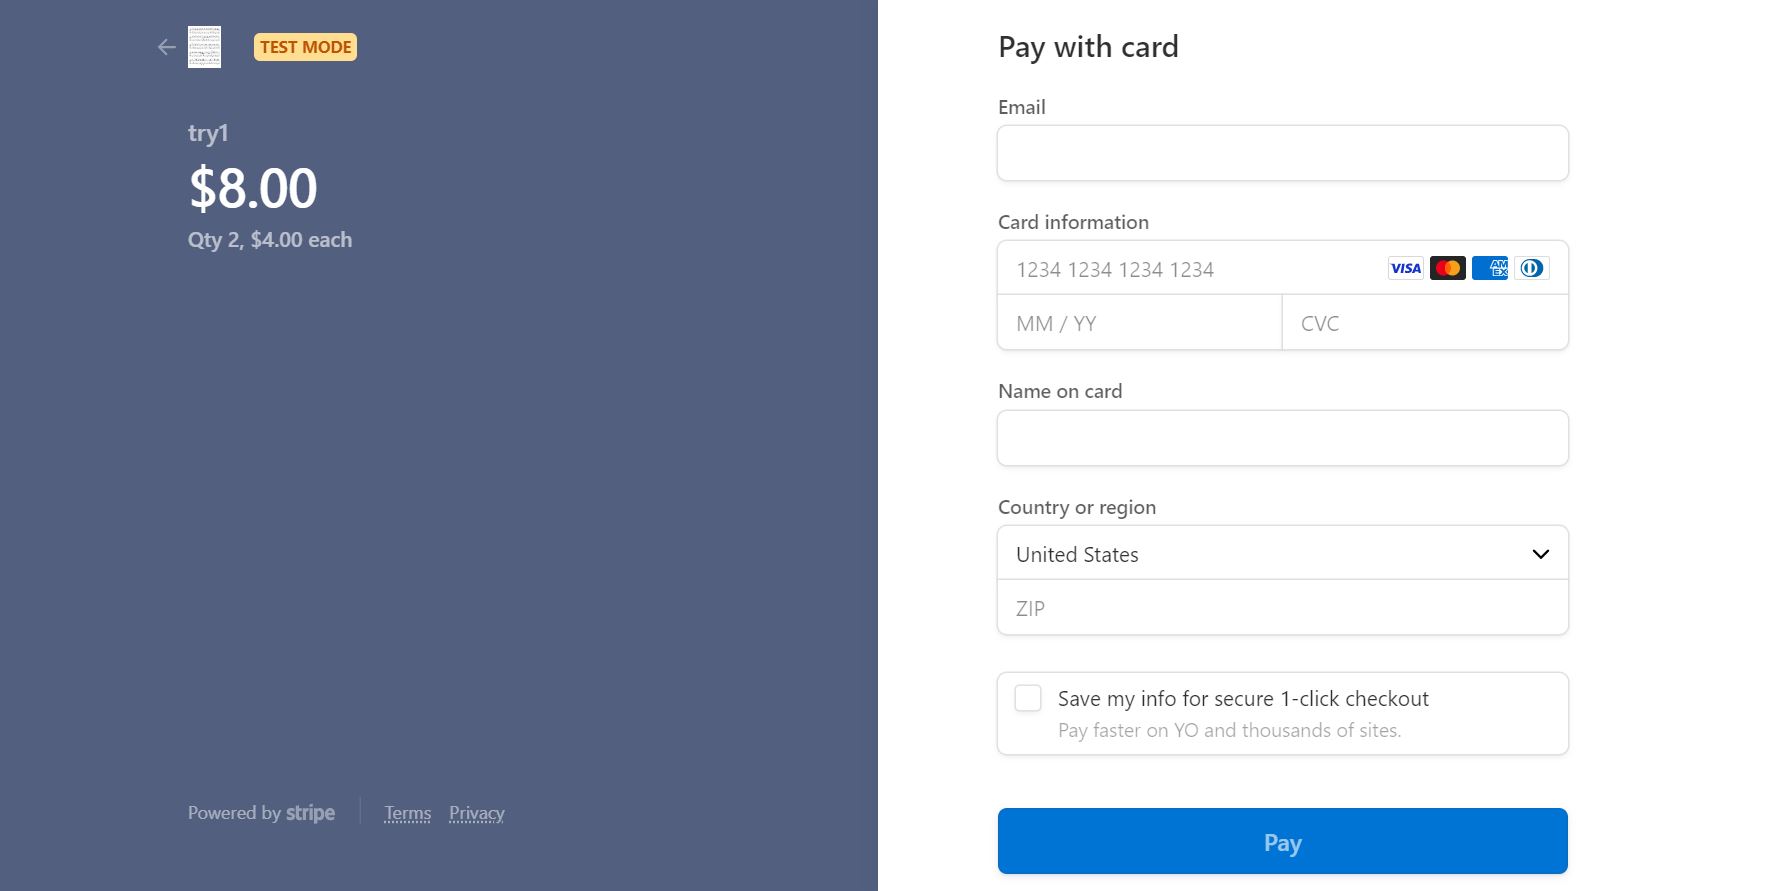 TEST MODE
try1
$8.00
Qty 2, $4.00 each
Powered by stripe
Terms Privacy
Pay with card
Email
Card information
1234 1234 1234 1234 VISA AMEX
MM / YY CVC
Name on card
Country or region
United States
ZIP
Save my info for secure 1-click checkout
Pay faster on YO and thousands of sites.
Pay